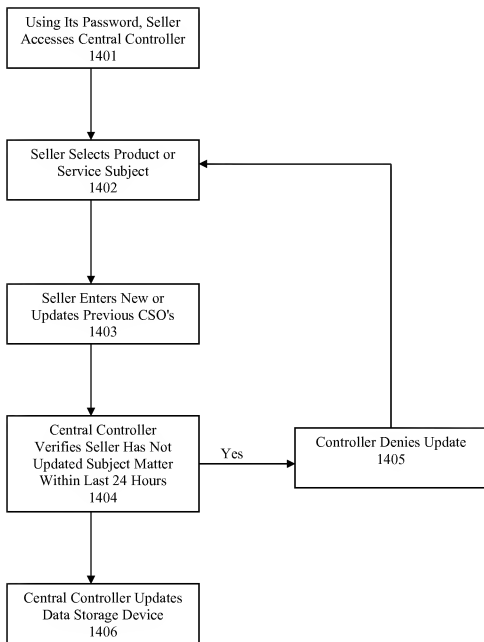 Using Its Password, Seller
Accesses Central Controller
1401
Seller Selects Product or
Service Subject
1402
Seller Enters New or
Updates Previous CSO's
1403
Central Controller
Verifies Seller Has Not
Updated Subject Matter
Within Last 24 Hours
1404
Yes
Controller Denies Update
1405
Central Controller Updates
Data Storage Device
1406